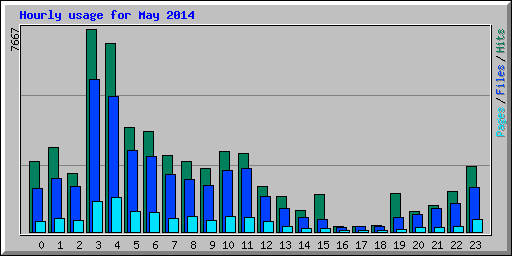 Hourly usage for May 2014
7667
Pages / Files / Hits
0 1 2 3 4 5 6 7 8 9 10 11 12 13 14 15 16 17 18 19 20 21 22 23